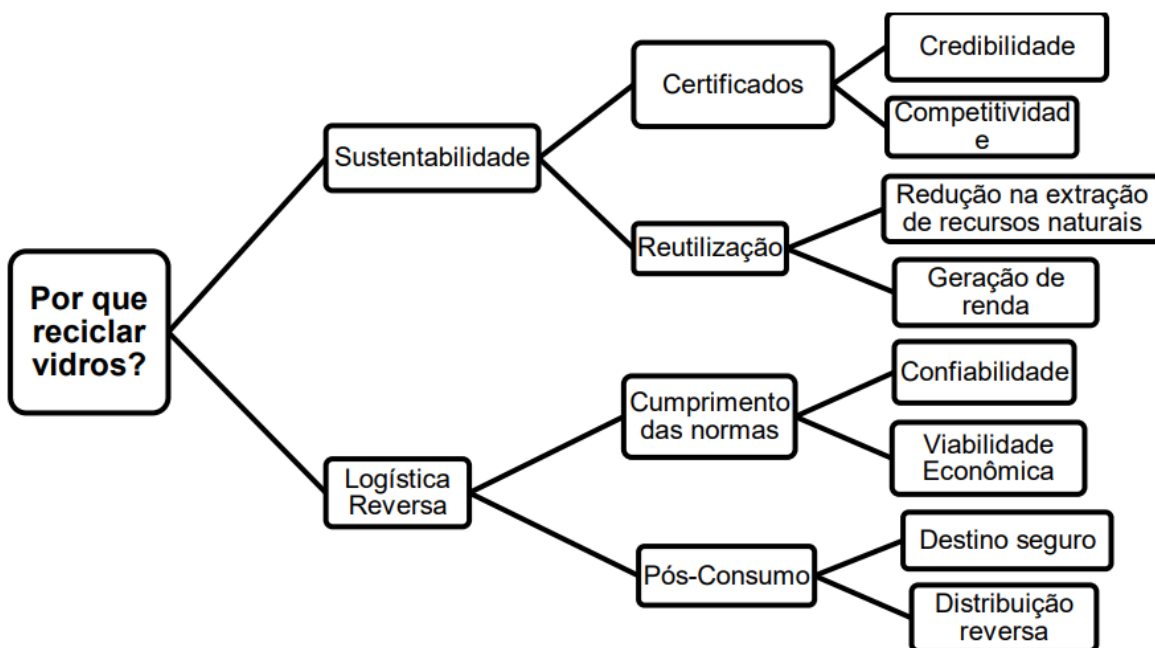 Por que
reciclar
vidros?
Sustentabilidade
Certificados
Credibilidade
Competitividad
e
Reutilização
Redução na extração
de recursos naturais
Geração de
renda
Logística
Reversa
Cumprimento
das normas
Confiabilidade
Viabilidade
Econômica
Pós-Consumo
Destino seguro
Distribuição
reversa